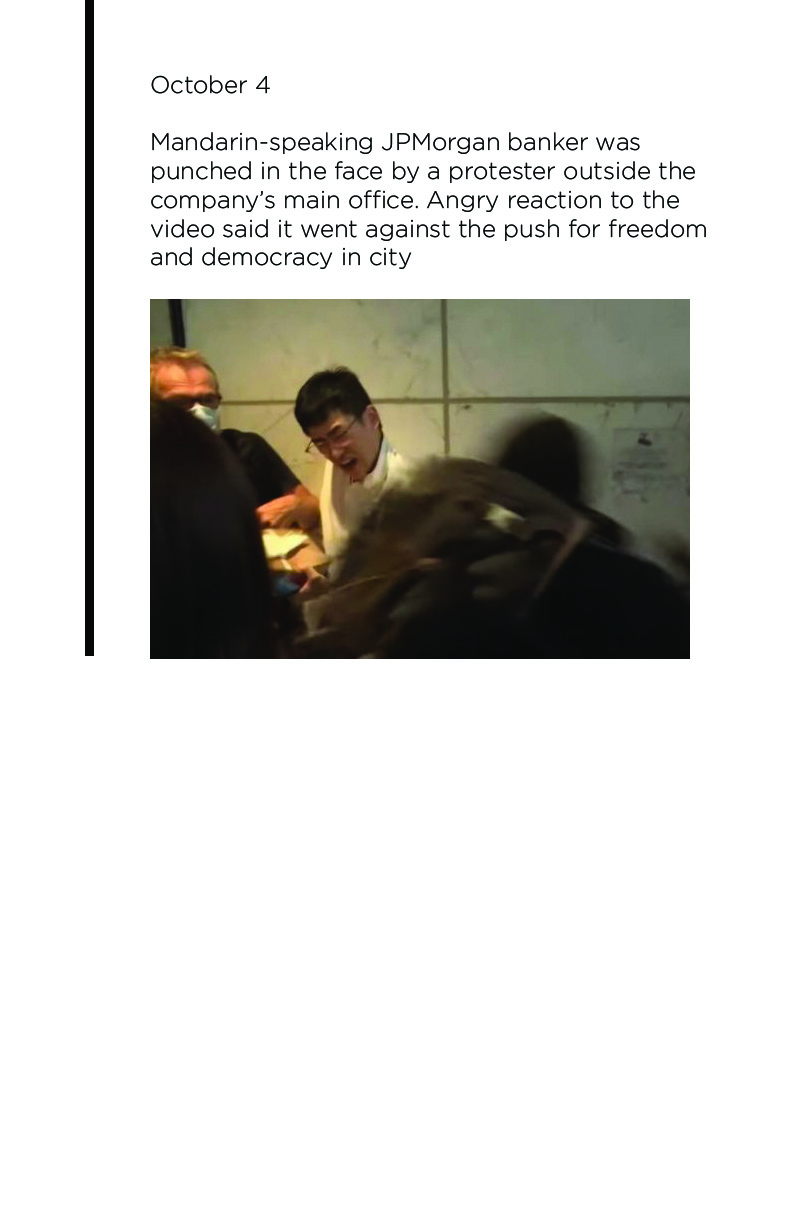 October 4
Mandarin-speaking JPMorgan banker was
punched in the face by a protester outside the
company's main office. Angry reaction to the
video said it went against the push for freedom
and democracy in city